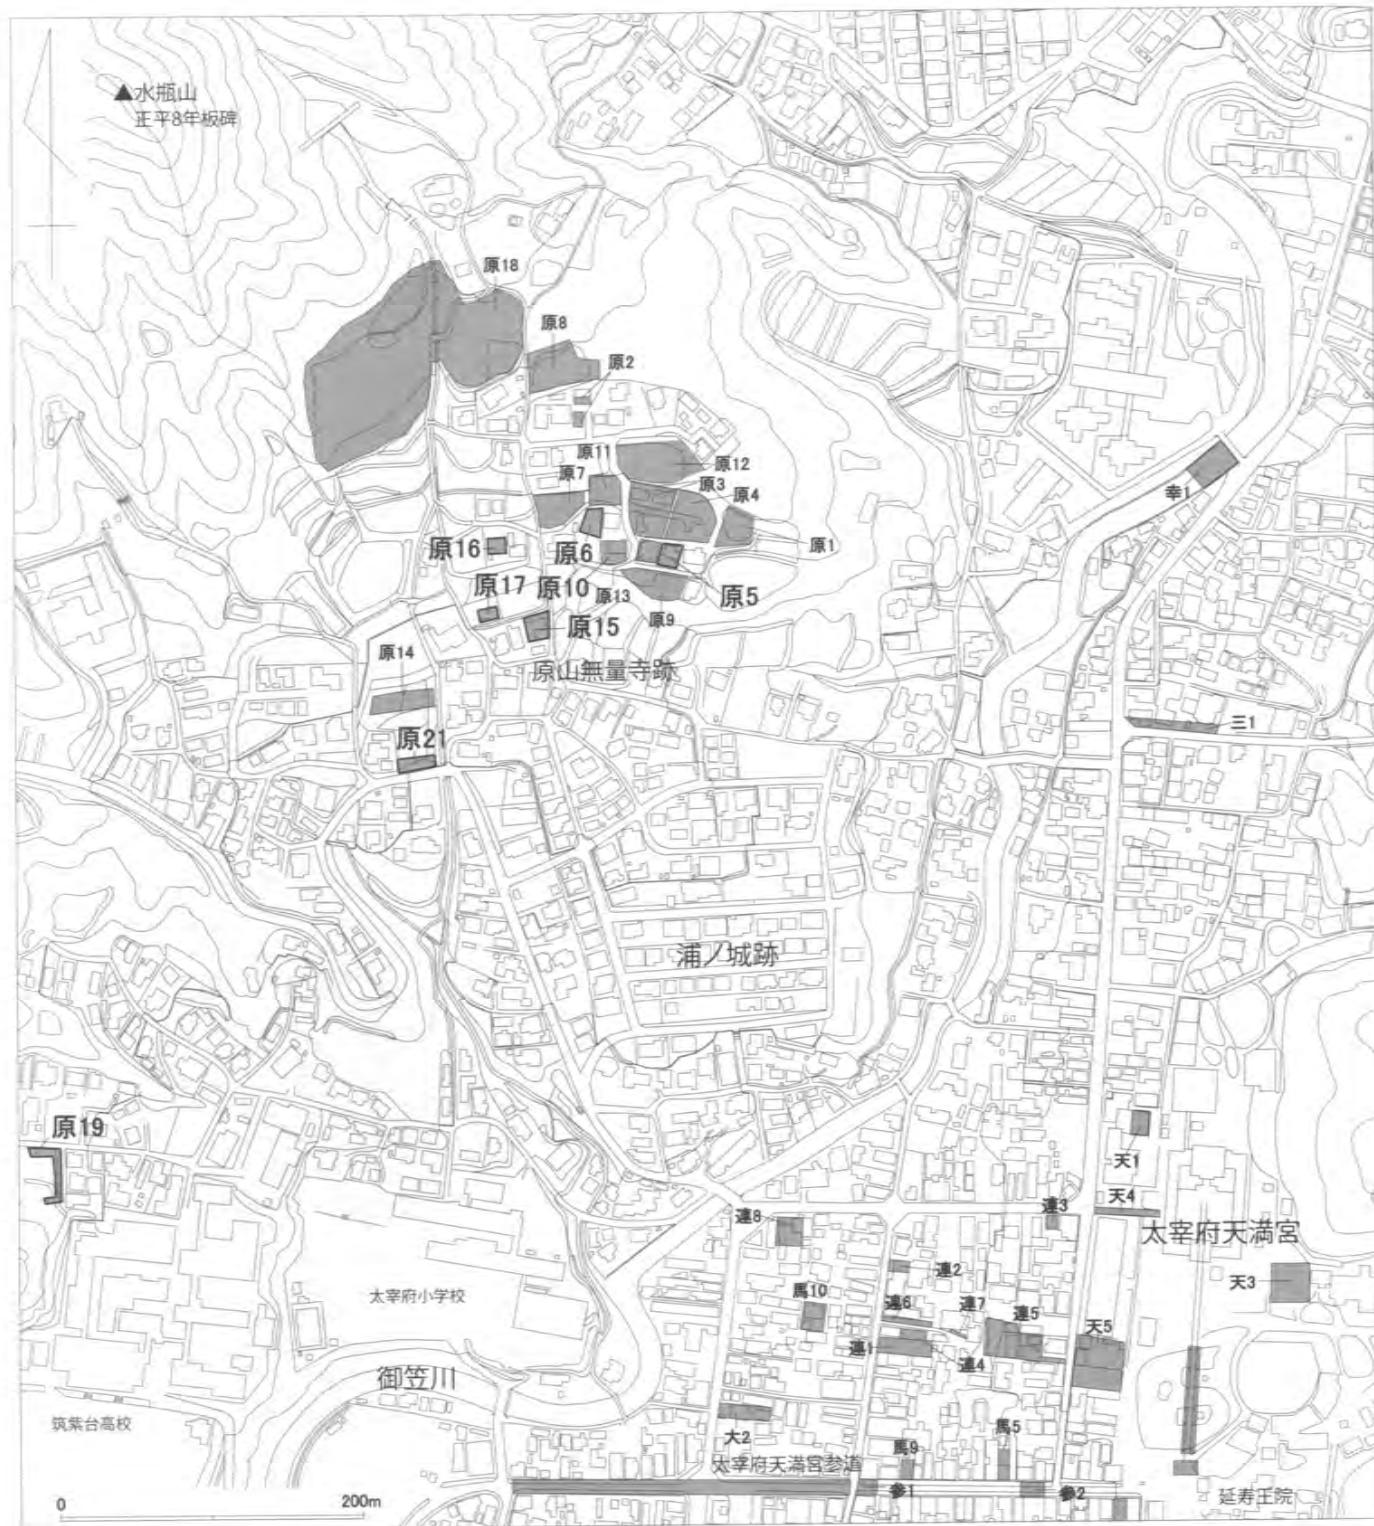 ▲水瓶山
正平8年板碑
原18
原8
原2
原11
原7
原12
原3
原4
幸1
原1
原16
原6
原17
原10
原13
原5
原15
原9
原14
原山無量寺跡
三1
原21
浦ノ城跡
原19
天1
天4
連3
連8
太宰府天満宮
連2
天3
太宰府小学校
馬10
連6
連7
連5
天5
連1
連4
御笠川
筑紫台高校
大2
馬5
馬9
太宰府天満宮参道
参1
参2
延寿王院
0
200m